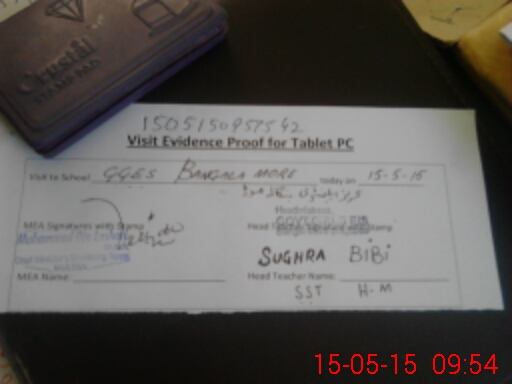 Crystal
STAMP PAD
150515095542
Visit Evidence Proof for Tablet PC
Visit to School GGES BANGALA MORE today on 15-5-15
Headmistress
MEA Signatures with Stamp
Head Teacher Signature with Stamp
SUGHRA BIBI
MEA Name:
Head Teacher Name:
SST H-M
15-05-15 09:54